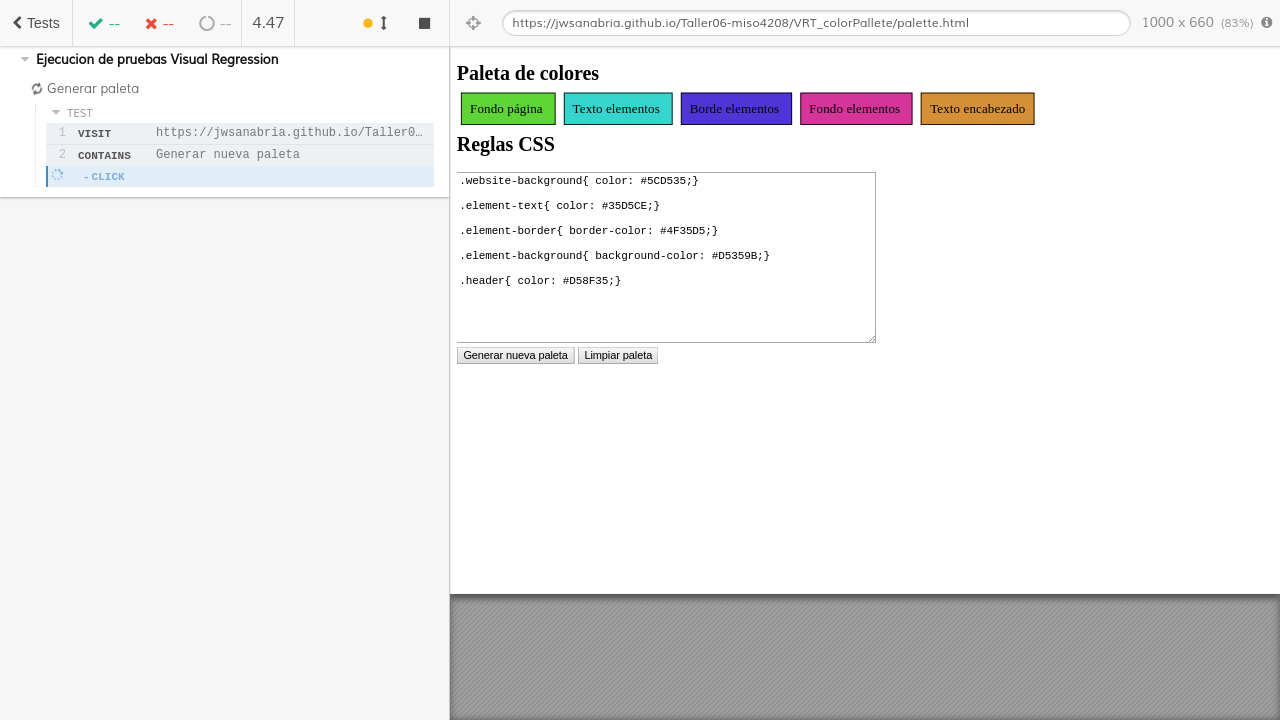 Tests
--
--
--
4.47
https://jwsanabria.github.io/Taller06-miso4208/VRT_colorPallete/palette.html
1000 x 660 (83%)
Ejecucion de pruebas Visual Regression
Generar paleta
TEST
1 VISIT https://jwsanabria.github.io/Taller0…
2 CONTAINS Generar nueva paleta
- CLICK
Paleta de colores
Fondo página
Texto elementos
Borde elementos
Fondo elementos
Texto encabezado
Reglas CSS
.website-background{ color: #5CD535;}
.element-text{ color: #35D5CE;}
.element-border{ border-color: #4F35D5;}
.element-background{ background-color: #D5359B;}
.header{ color: #D58F35;}
Generar nueva paleta
Limpiar paleta